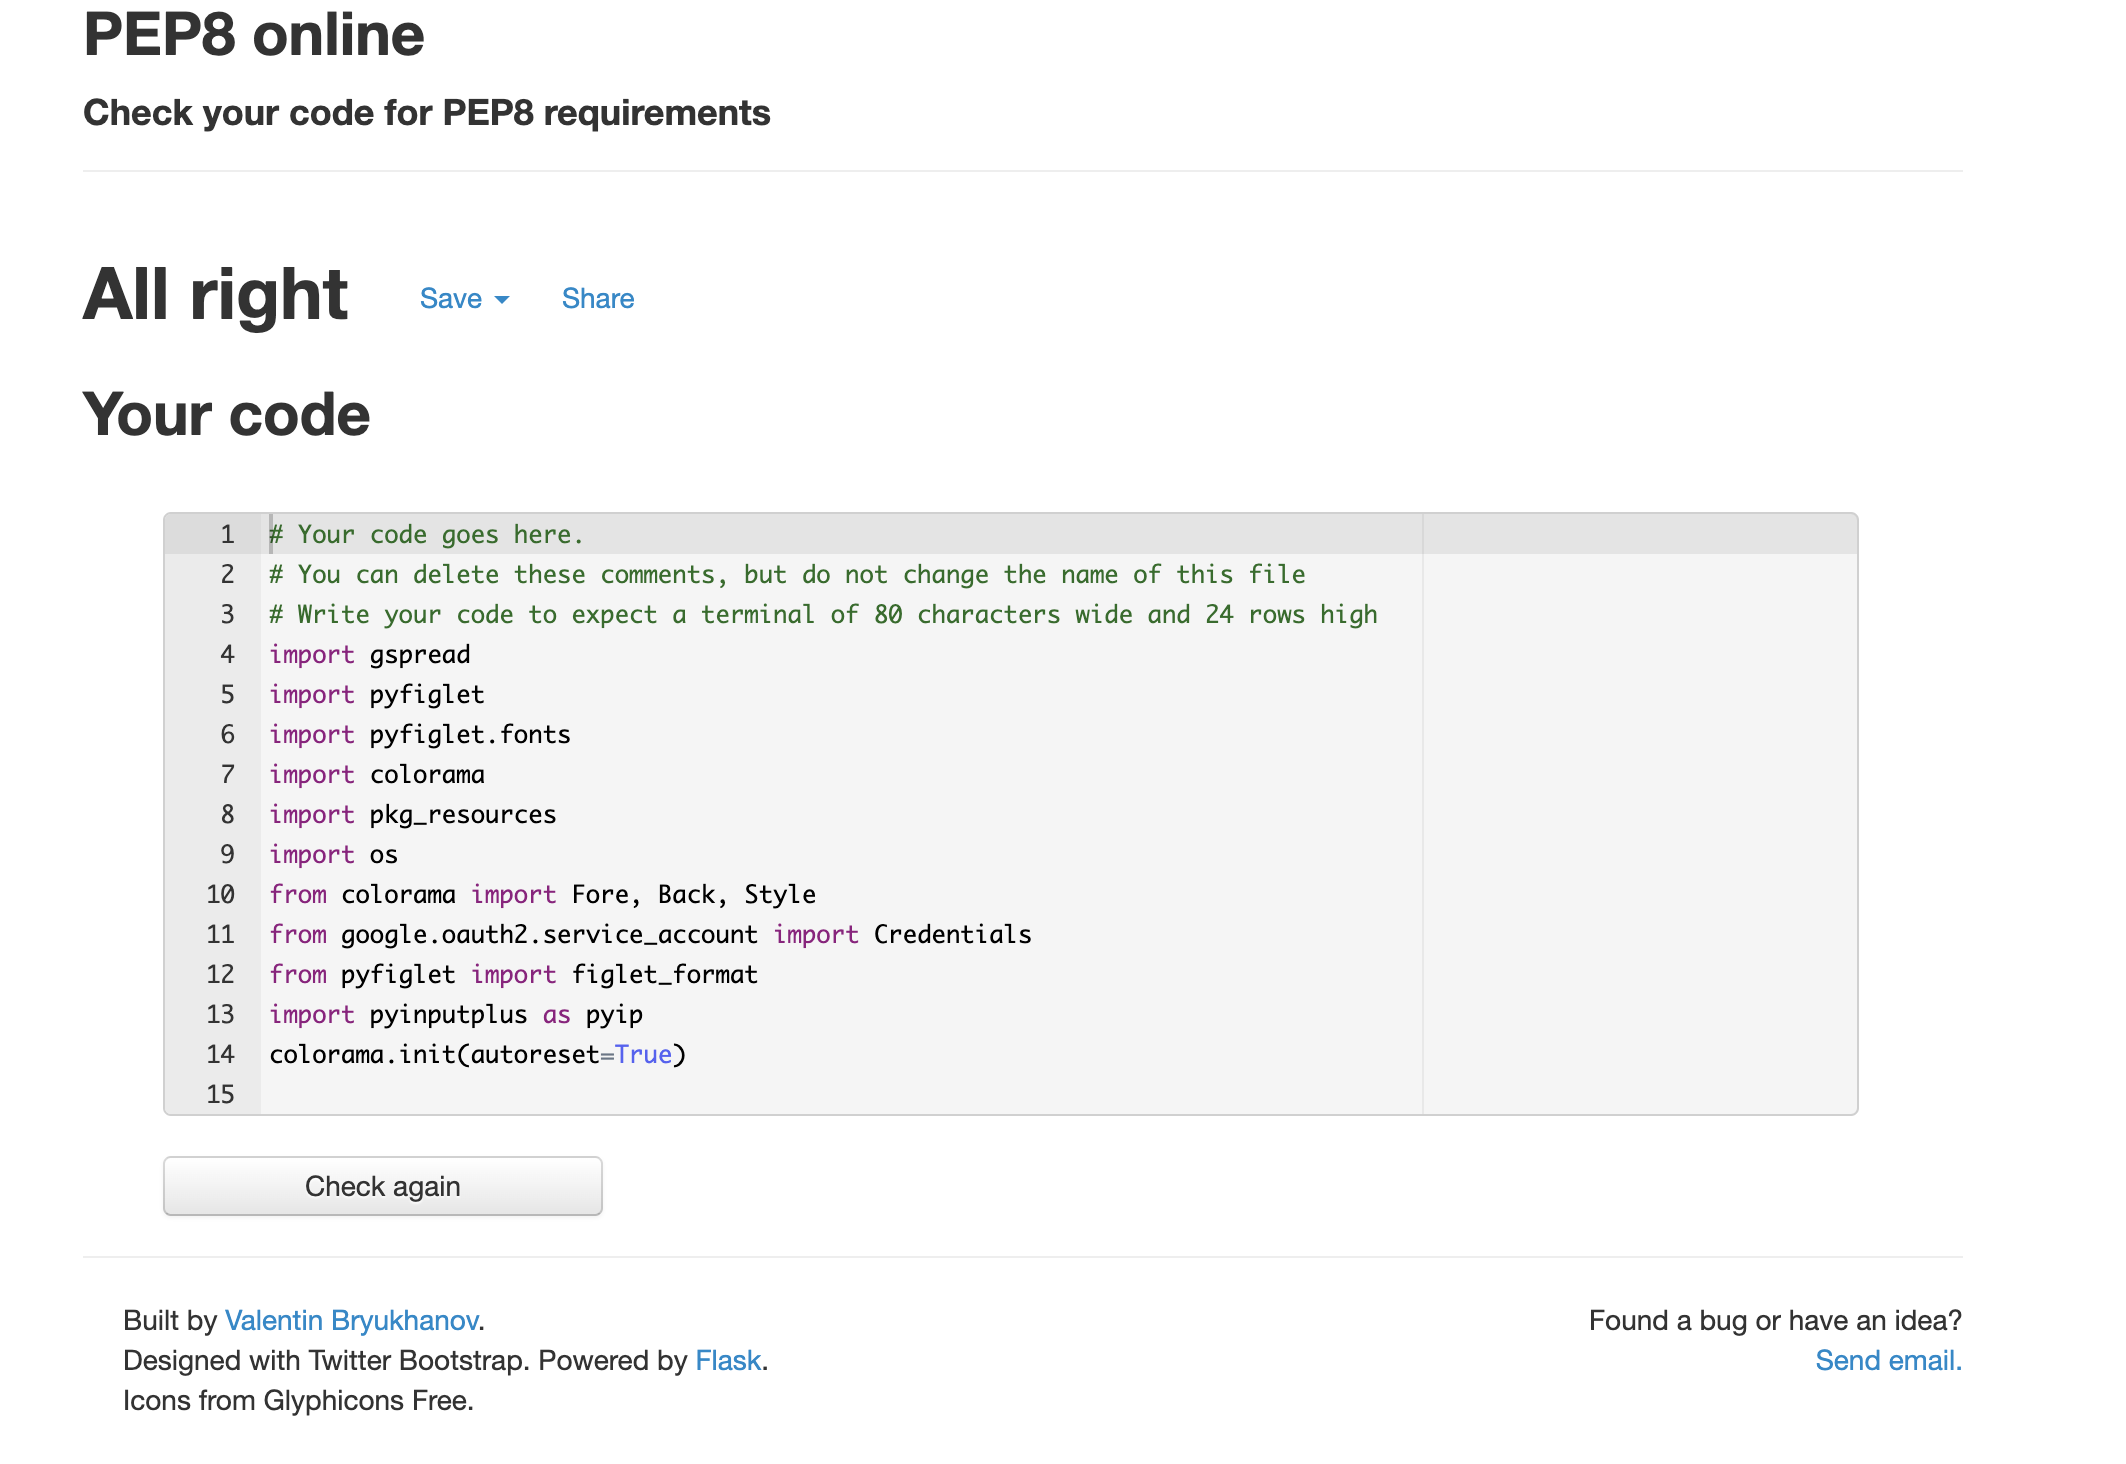 PEP8 online
Check your code for PEP8 requirements
All right Save Share
Your code
1 # Your code goes here.
2 # You can delete these comments, but do not change the name of this file
3 # Write your code to expect a terminal of 80 characters wide and 24 rows high
4 import gspread
5 import pyfiglet
6 import pyfiglet.fonts
7 import colorama
8 import pkg_resources
9 import os
10 from colorama import Fore, Back, Style
11 from google.oauth2.service_account import Credentials
12 from pyfiglet import figlet_format
13 import pyinputplus as pyip
14 colorama.init(autoreset=True)
15
Check again
Built by Valentin Bryukhanov.
Designed with Twitter Bootstrap. Powered by Flask.
Icons from Glyphicons Free.
Found a bug or have an idea?
Send email.